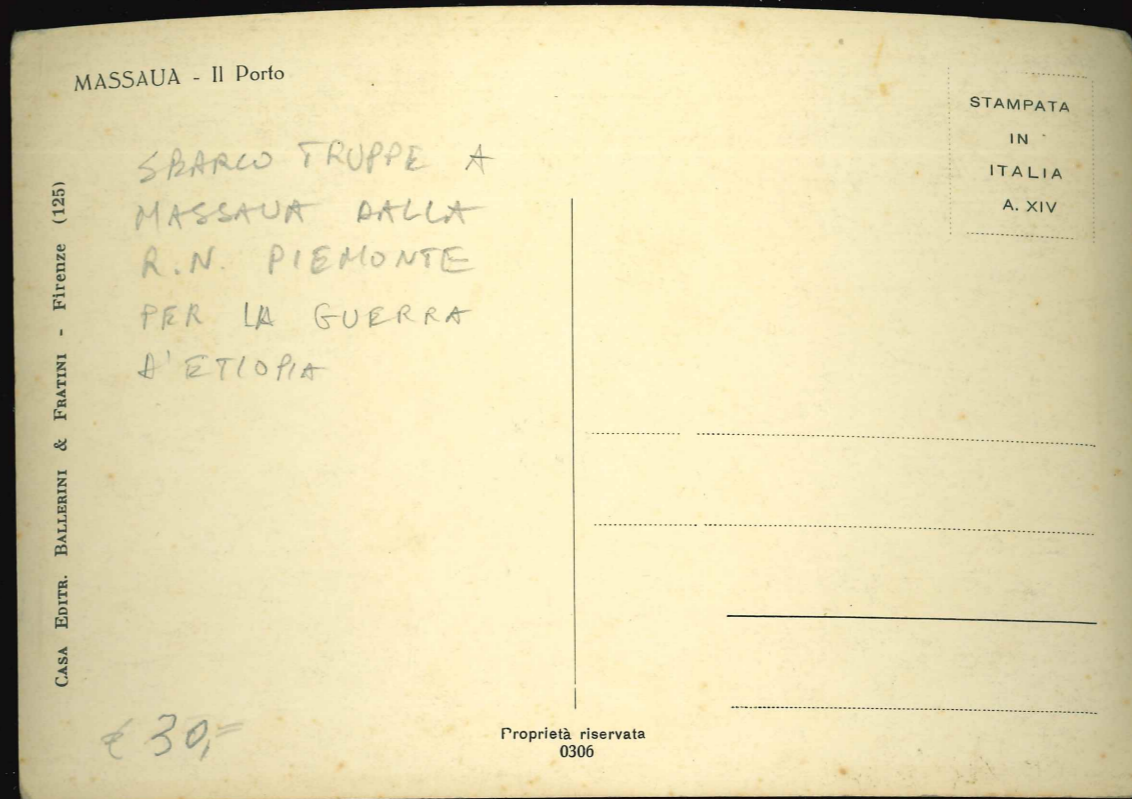 MASSAUA - Il Porto
STAMPATA
IN
ITALIA
A. XIV
SBARCO TRUPPE A
MASSAUA DALLA
R.N. PIEMONTE
PER LA GUERRA
D'ETIOPIA
CASA EDITR. BALLERINI & FRATINI - Firenze (125)
€ 30,=
Proprietà riservata
0306